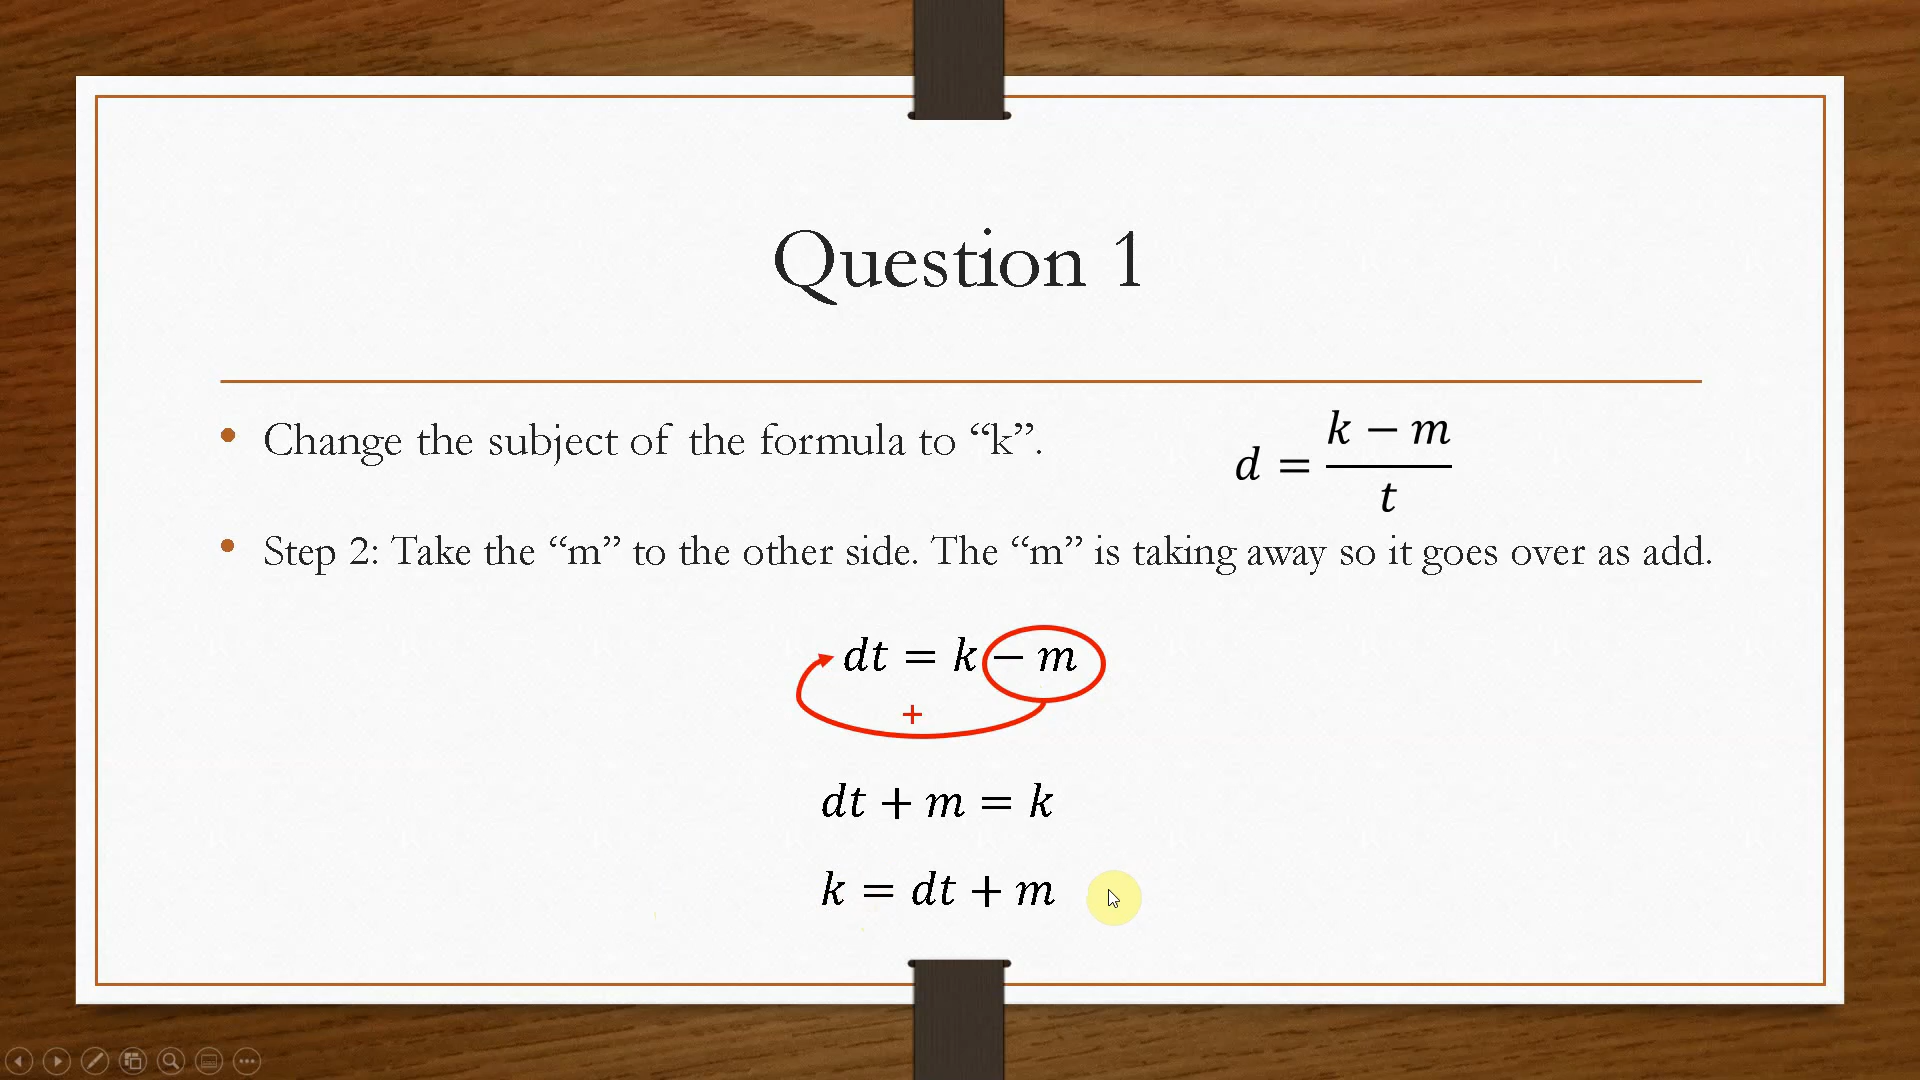 Question 1
• Change the subject of the formula to “k”.
d = \frac{k − m}{t}
• Step 2: Take the “m” to the other side. The “m” is taking away so it goes over as add.
dt = k − m
+
dt + m = k
k = dt + m